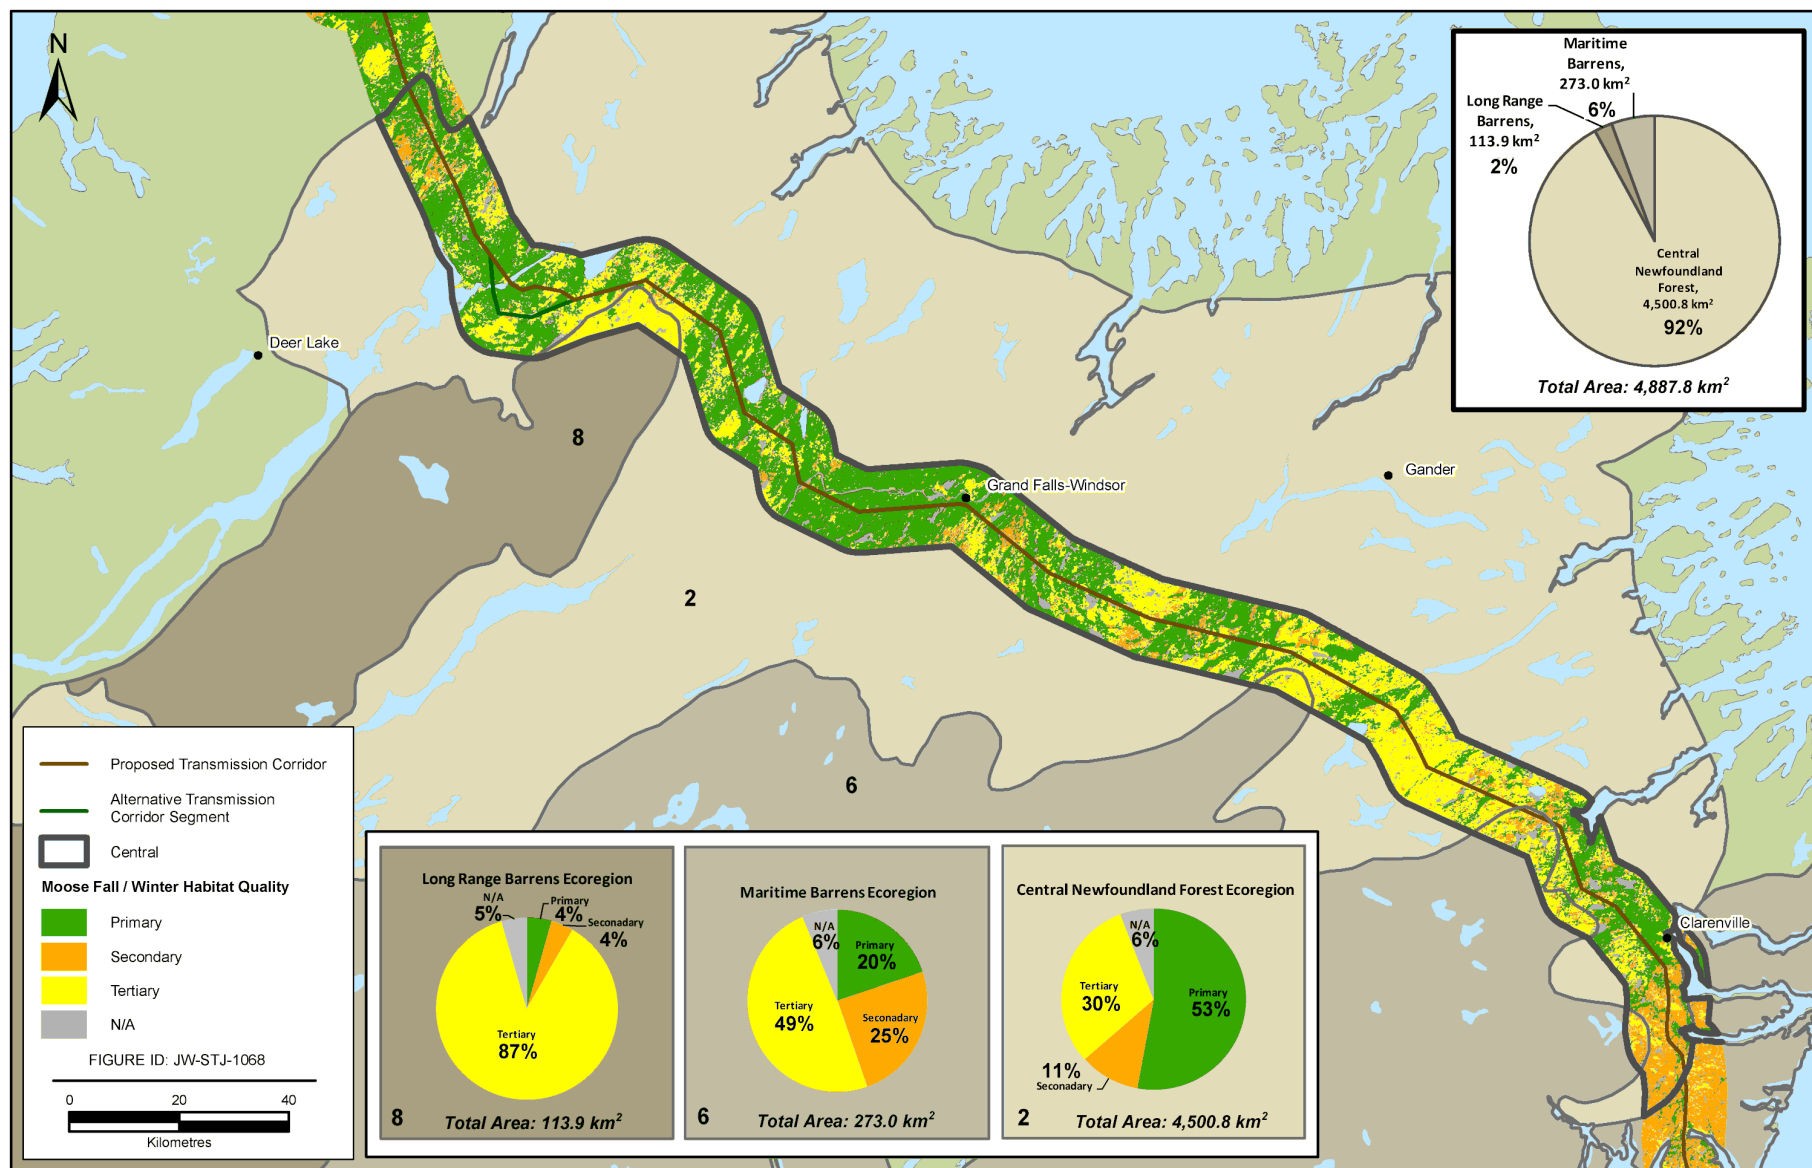 N
Maritime
Barrens,
273.0 km²
6%
Long Range
Barrens,
113.9 km²
2%
Central
Newfoundland
Forest,
4,500.8 km²
92%
Total Area: 4,887.8 km²
Deer Lake
8
Gander
Grand Falls-Windsor
2
6
Clarenville
Proposed Transmission Corridor
Alternative Transmission
Corridor Segment
Central
Moose Fall / Winter Habitat Quality
Primary
Secondary
Tertiary
N/A
FIGURE ID: JW-STJ-1068
0 20 40
Kilometres
Long Range Barrens Ecoregion
N/A
5%
Primary
4%
Seconadary
4%
Tertiary
87%
8
Total Area: 113.9 km²
Maritime Barrens Ecoregion
N/A
6%
Primary
20%
Tertiary
49%
Seconadary
25%
6
Total Area: 273.0 km²
Central Newfoundland Forest Ecoregion
N/A
6%
Tertiary
30%
Primary
53%
11%
Seconadary
2
Total Area: 4,500.8 km²